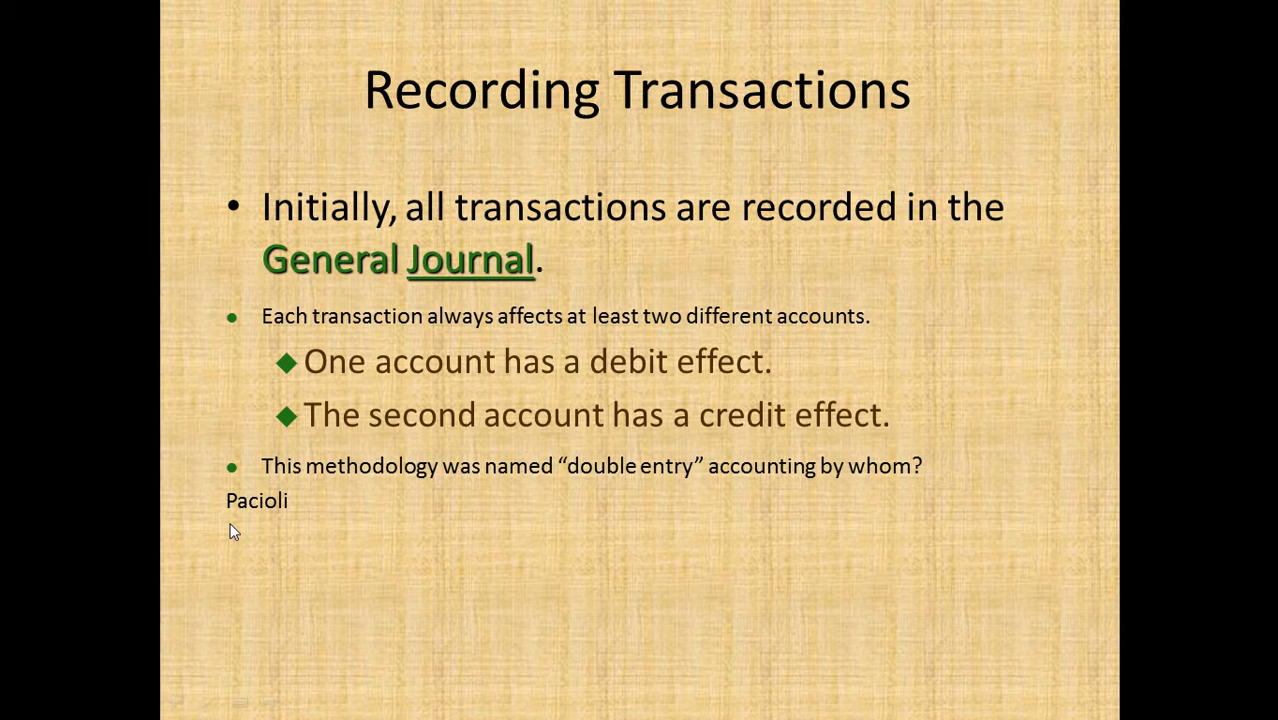 Recording Transactions
• Initially, all transactions are recorded in the
General Journal.
• Each transaction always affects at least two different accounts.
◆ One account has a debit effect.
◆ The second account has a credit effect.
• This methodology was named “double entry” accounting by whom?
Pacioli